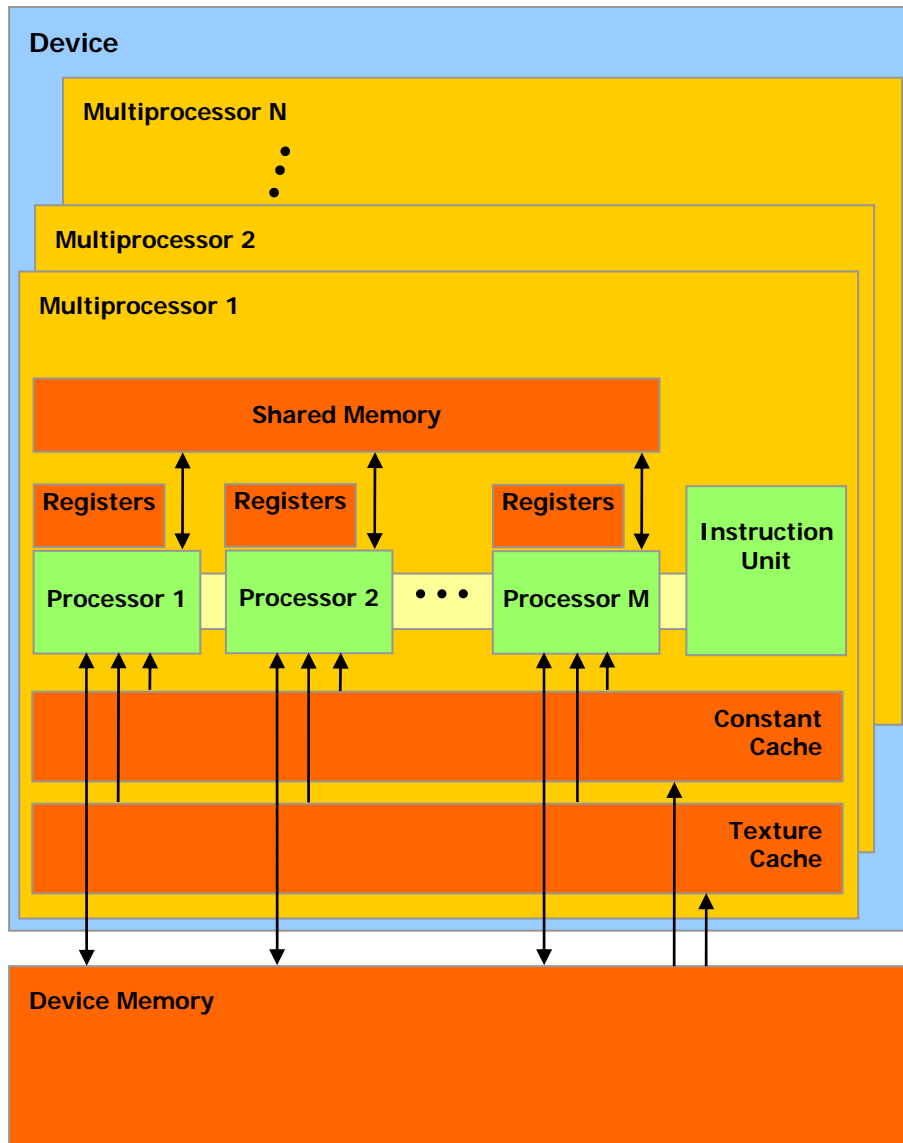 Device
Multiprocessor N
Multiprocessor 2
Multiprocessor 1
Shared Memory
Registers
Registers
Registers
Instruction
Unit
Processor 1
Processor 2
Processor M
Constant
Cache
Texture
Cache
Device Memory